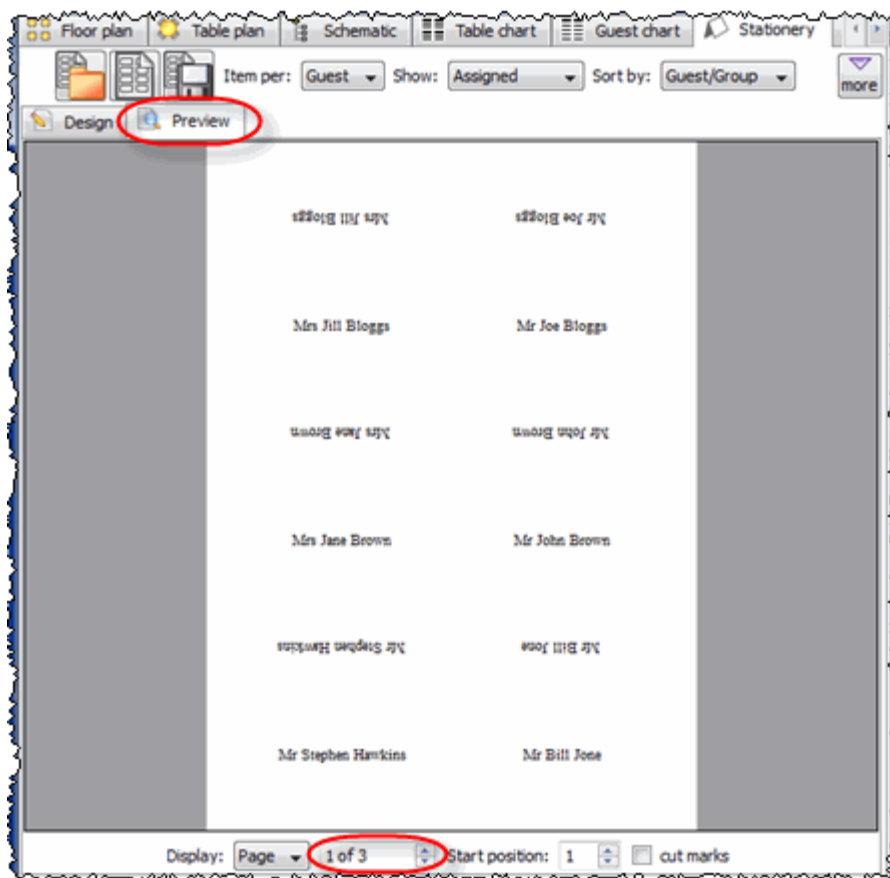 Floor plan Table plan Schematic Table chart Guest chart Stationery
Item per: Guest Show: Assigned Sort by: Guest/Group more
Design Preview
Mrs Jill Bloggs Mr Joe Bloggs
Mrs Jill Bloggs Mr Joe Bloggs
Mrs Jane Brown Mr John Brown
Mrs Jane Brown Mr John Brown
Mr Stephen Hawkins Mr Bill Jone
Mr Stephen Hawkins Mr Bill Jone
Display: Page 1 of 3 Start position: 1 cut marks